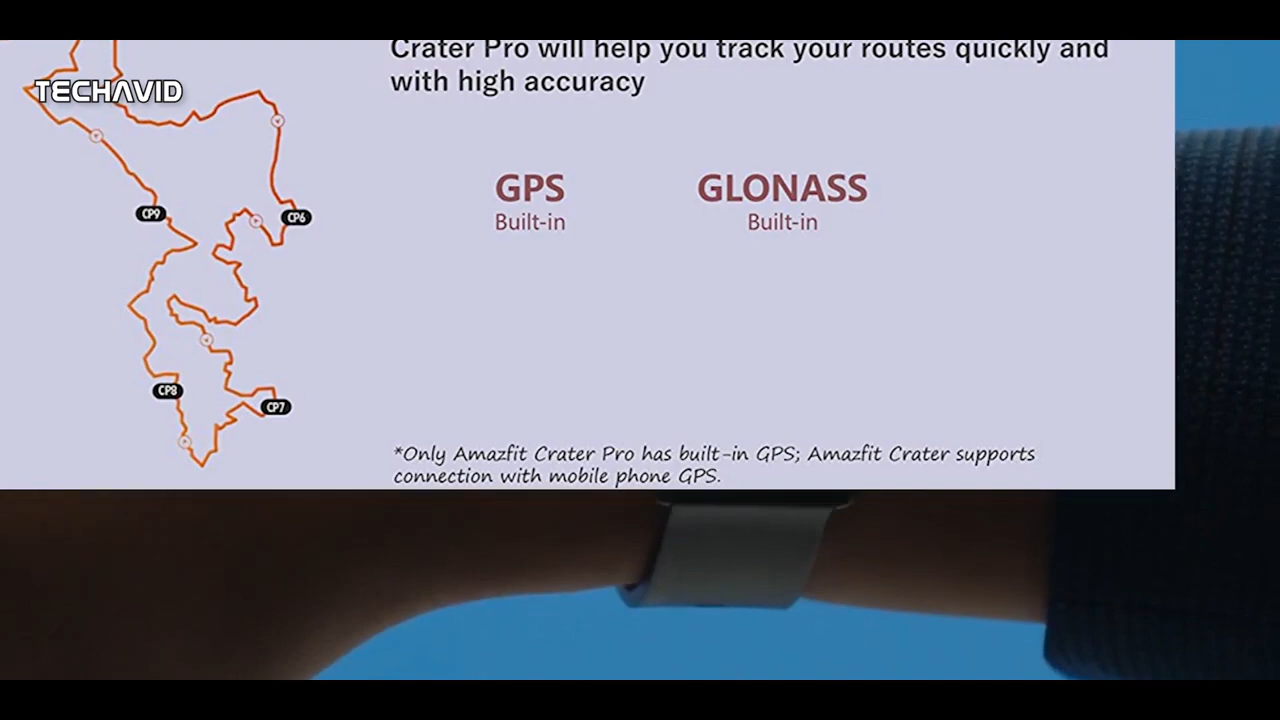 Crater Pro will help you track your routes quickly and
with high accuracy
TECHAVID
GPS
Built-in
GLONASS
Built-in
CP9
CP6
CP8
CP7
*Only Amazfit Crater Pro has built-in GPS; Amazfit Crater supports
connection with mobile phone GPS.